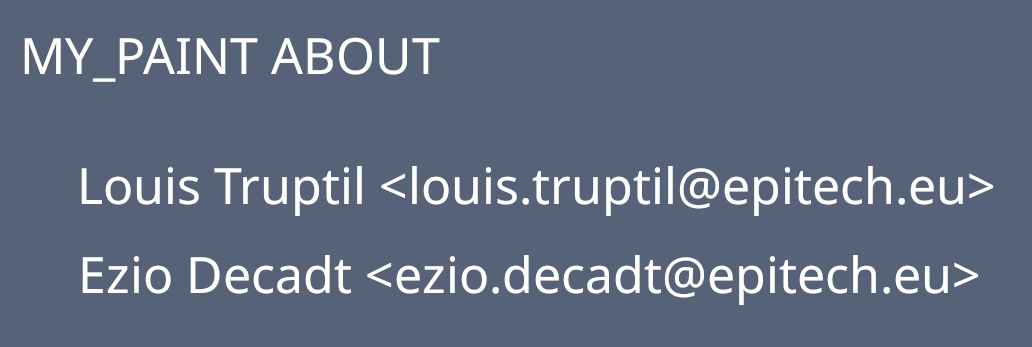 MY_PAINT ABOUT
Louis Truptil <louis.truptil@epitech.eu>
Ezio Decadt <ezio.decadt@epitech.eu>